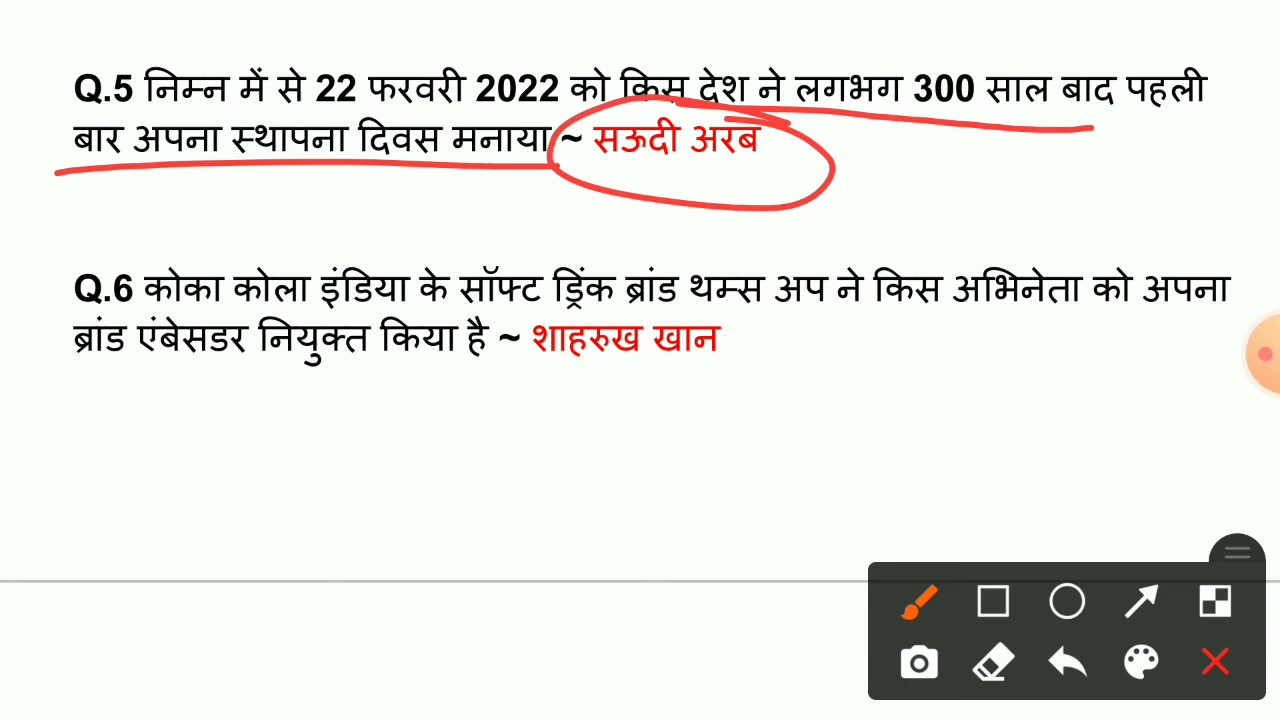 Q.5 निम्न में से 22 फरवरी 2022 को किस देश ने लगभग 300 साल बाद पहली
बार अपना स्थापना दिवस मनाया ~ सऊदी अरब
Q.6 कोका कोला इंडिया के सॉफ्ट ड्रिंक ब्रांड थम्स अप ने किस अभिनेता को अपना
ब्रांड एंबेसडर नियुक्त किया है ~ शाहरुख खान